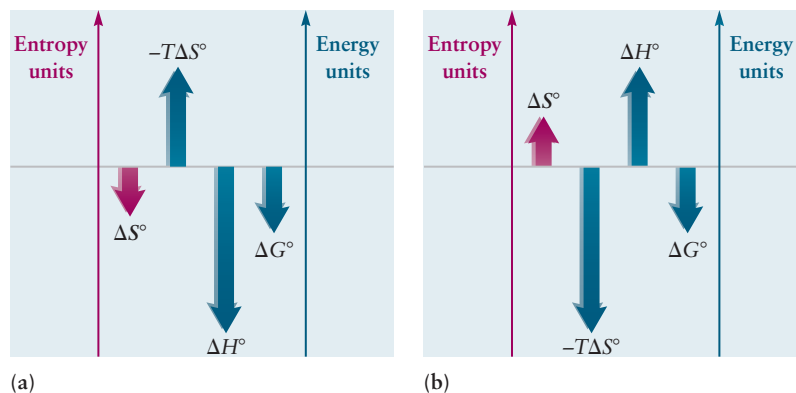 Entropy
units
Energy
units
−TΔS°
ΔS°
ΔG°
ΔH°
(a)
Entropy
units
Energy
units
ΔH°
ΔS°
ΔG°
−TΔS°
(b)